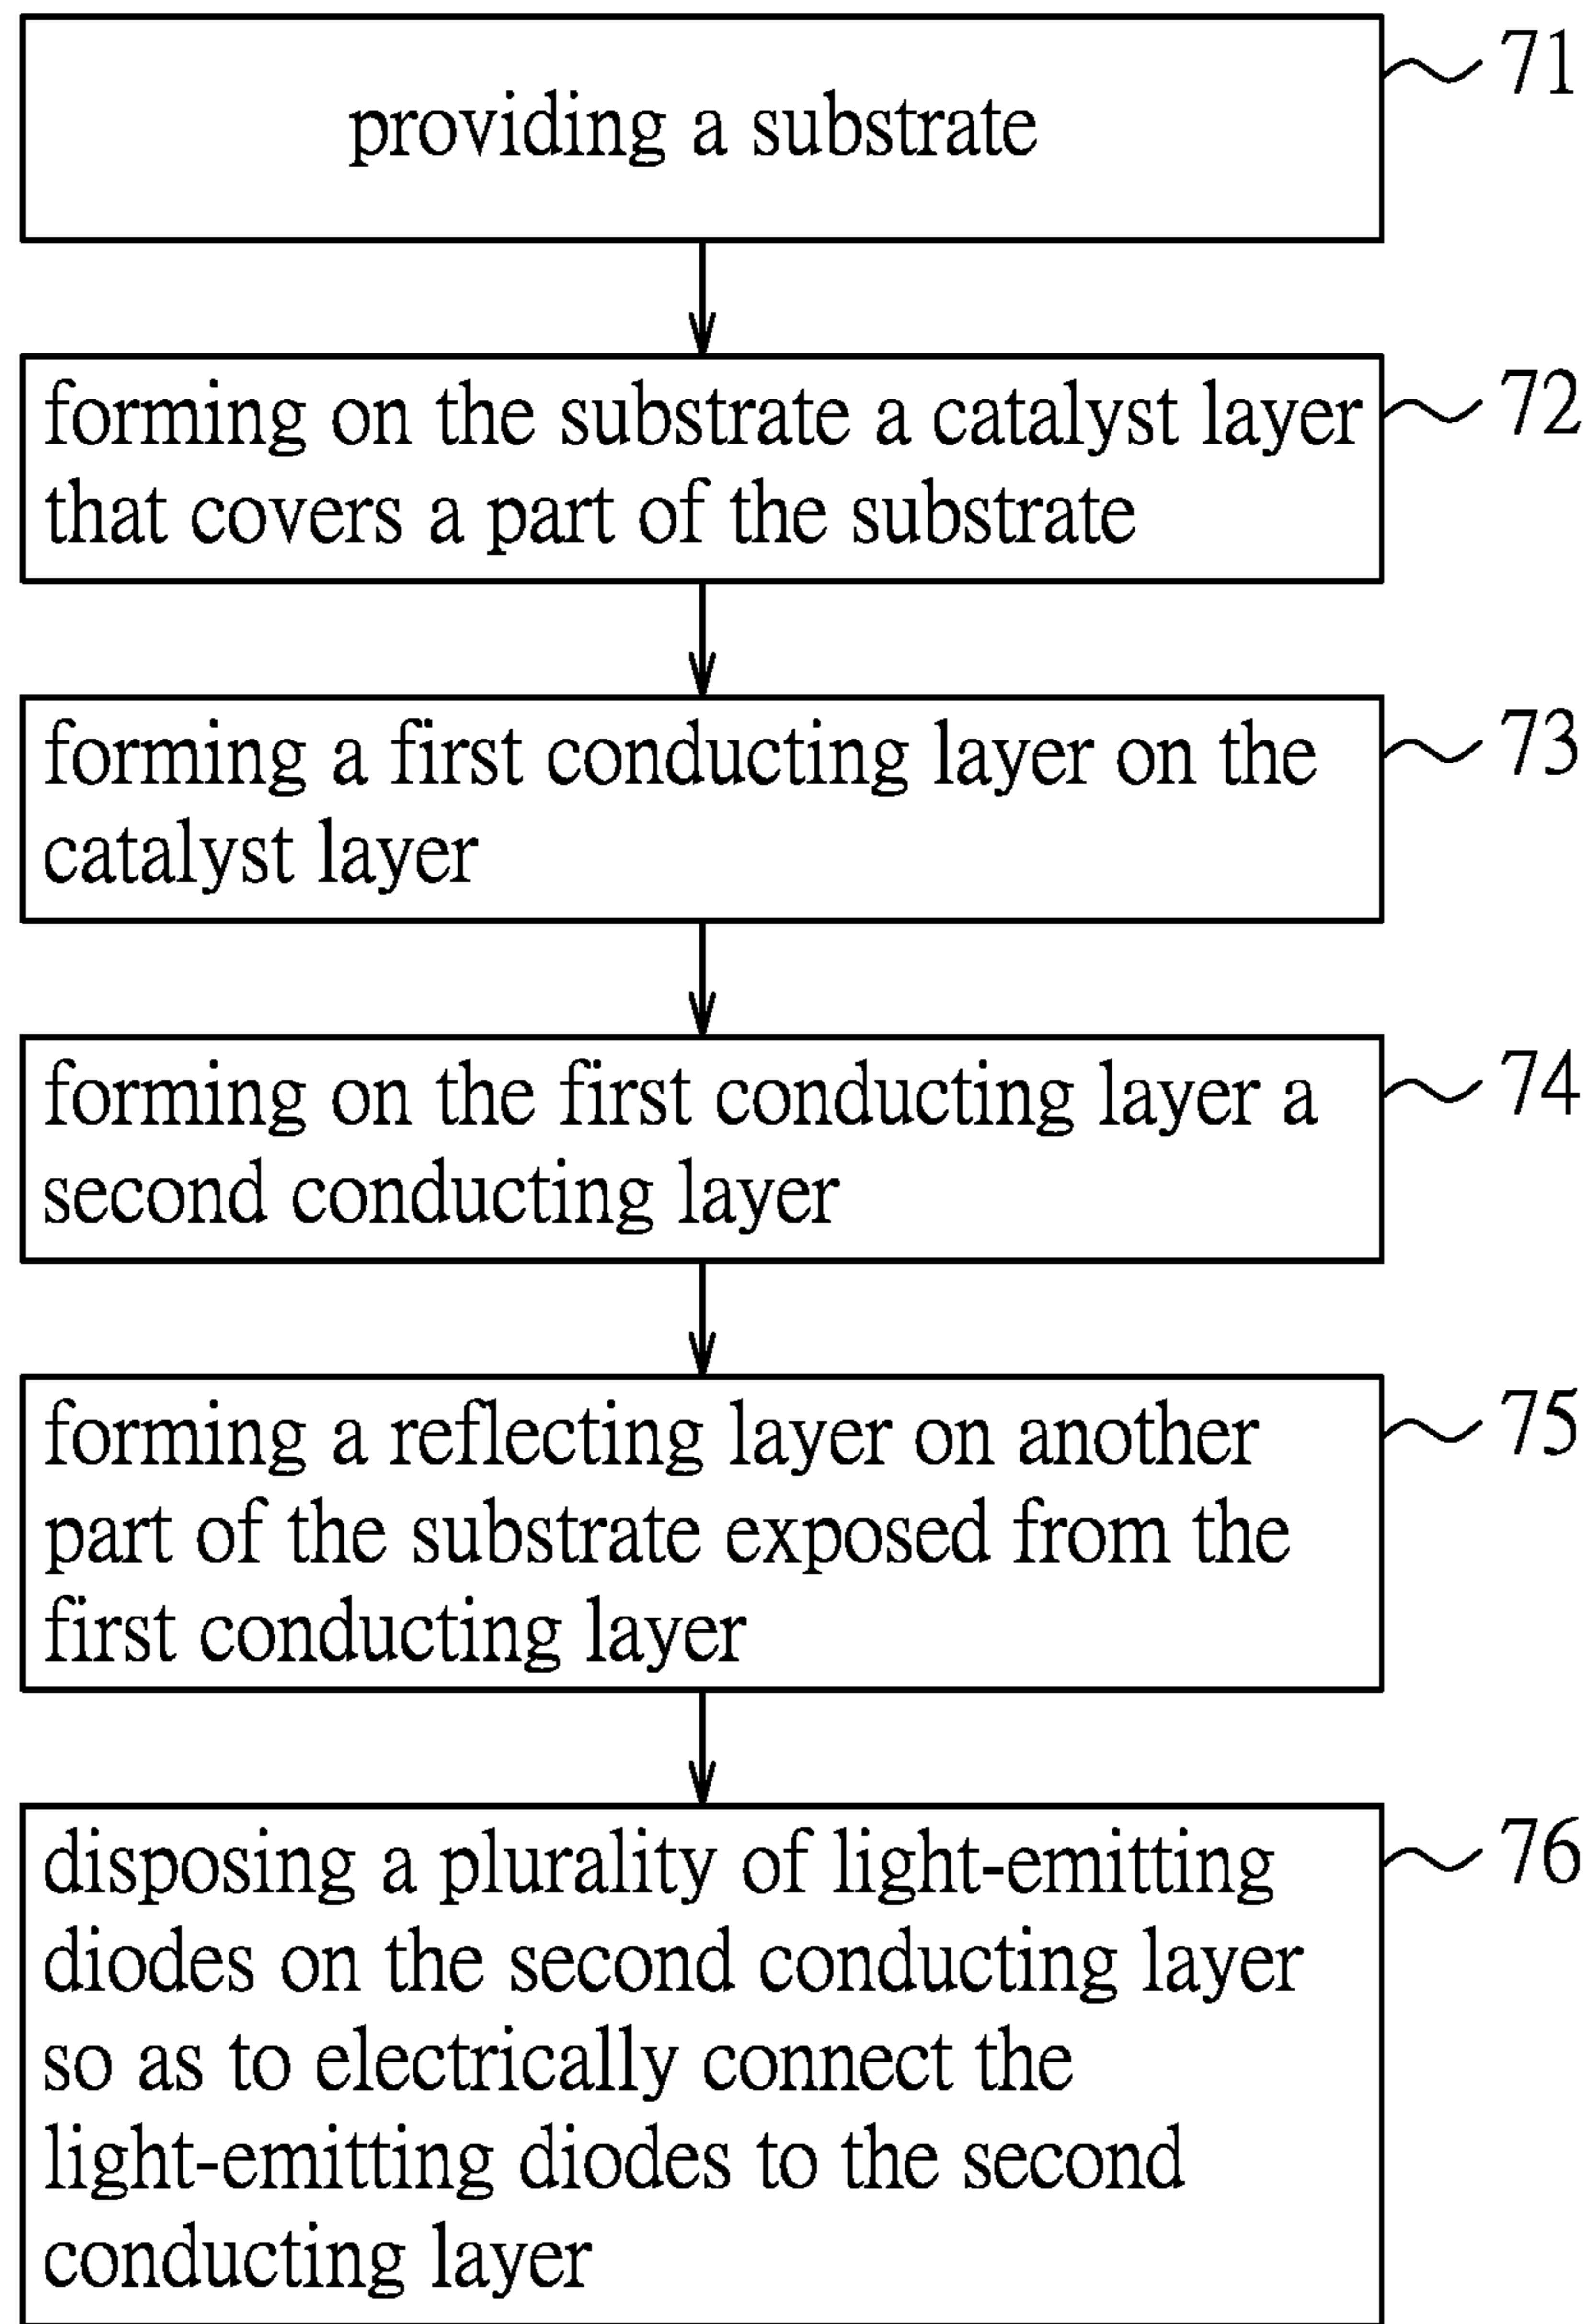 providing a substrate
71
forming on the substrate a catalyst layer
that covers a part of the substrate
72
forming a first conducting layer on the
catalyst layer
73
forming on the first conducting layer a
second conducting layer
74
forming a reflecting layer on another
part of the substrate exposed from the
first conducting layer
75
disposing a plurality of light-emitting
diodes on the second conducting layer
so as to electrically connect the
light-emitting diodes to the second
conducting layer
76